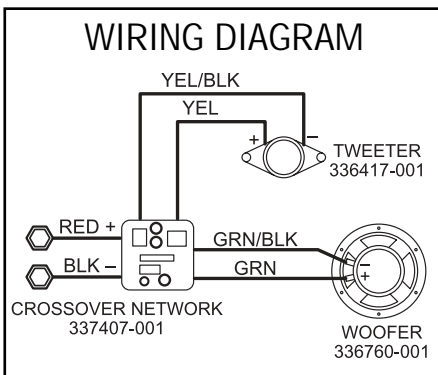 WIRING DIAGRAM
YEL/BLK
YEL
+ −
TWEETER
336417-001
RED +
BLK −
GRN/BLK
GRN
−
+
CROSSOVER NETWORK
337407-001
WOOFER
336760-001